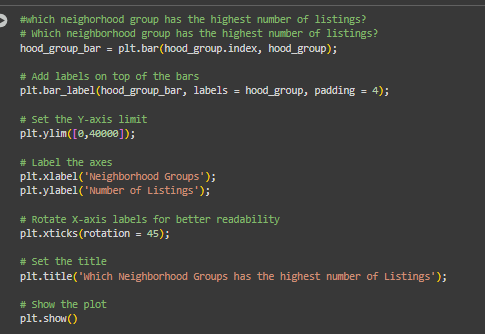 #which neighorhood group has the highest number of listings?
# Which neighborhood group has the highest number of listings?
hood_group_bar = plt.bar(hood_group.index, hood_group);
# Add labels on top of the bars
plt.bar_label(hood_group_bar, labels = hood_group, padding = 4);
# Set the Y-axis limit
plt.ylim([0,40000]);
# Label the axes
plt.xlabel('Neighborhood Groups');
plt.ylabel('Number of Listings');
# Rotate X-axis labels for better readability
plt.xticks(rotation = 45);
# Set the title
plt.title('Which Neighborhood Groups has the highest number of Listings');
# Show the plot
plt.show()